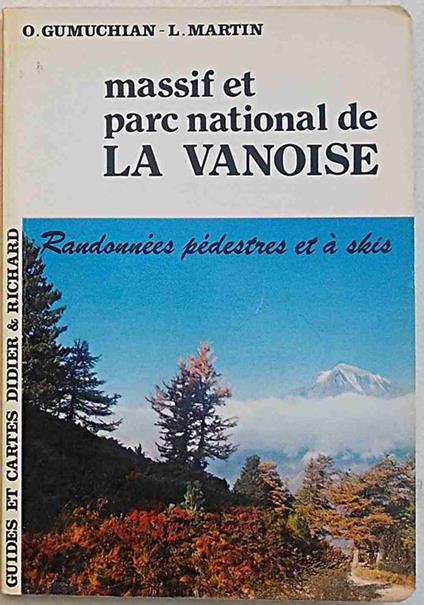 O. GUMUCHIAN - L. MARTIN
massif et
parc national de
LA VANOISE
Randonnées pédestres et à skis
GUIDES ET CARTES DIDIER & RICHARD